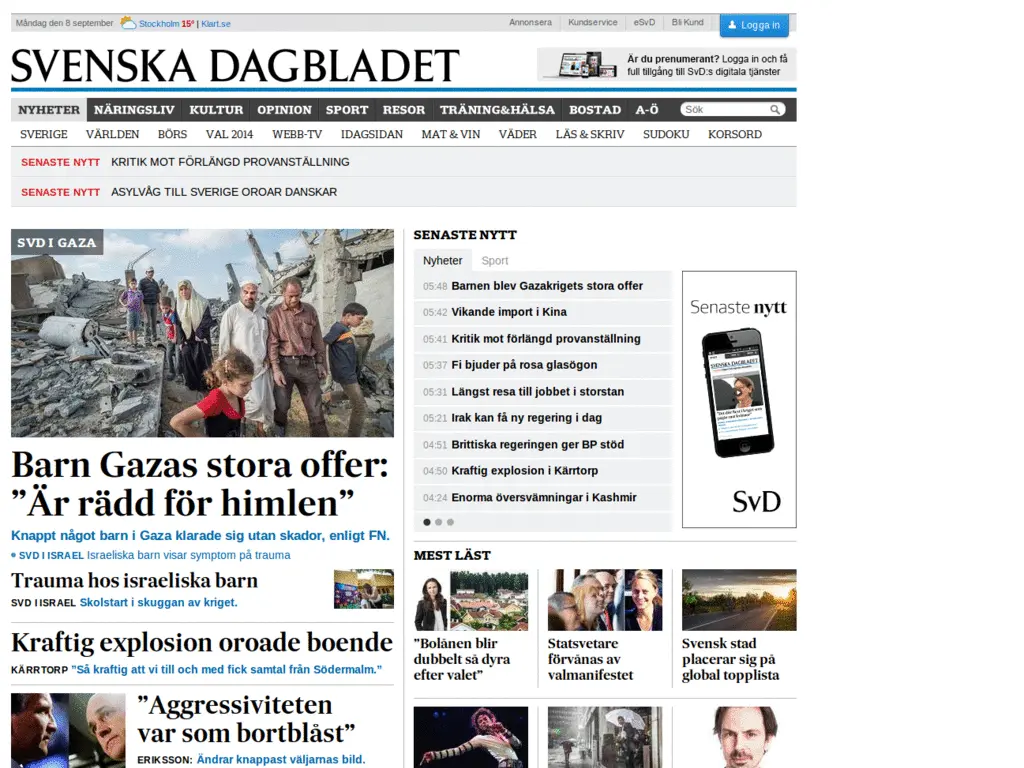 Måndag den 8 september Stockholm 15° | Klart.se
Annonsera Kundservice eSvD Bli Kund Logga in
SVENSKA DAGBLADET
Är du prenumerant? Logga in och få
full tillgång till SvD:s digitala tjänster
NYHETER NÄRINGSLIV KULTUR OPINION SPORT RESOR TRÄNING&HÄLSA BOSTAD A-Ö Sök
SVERIGE VÄRLDEN BÖRS VAL 2014 WEBB-TV IDAGSIDAN MAT & VIN VÄDER LÄS & SKRIV SUDOKU KORSORD
SENASTE NYTT KRITIK MOT FÖRLÄNGD PROVANSTÄLLNING
SENASTE NYTT ASYLVÅG TILL SVERIGE OROAR DANSKAR
SVD I GAZA
Barn Gazas stora offer:
”Är rädd för himlen”
Knappt något barn i Gaza klarade sig utan skador, enligt FN.
SVD I ISRAEL Israeliska barn visar symptom på trauma
Trauma hos israeliska barn
SVD I ISRAEL Skolstart i skuggan av kriget.
Kraftig explosion oroade boende
KÄRRTORP ”Så kraftig att vi till och med fick samtal från Södermalm.”
”Aggressiviteten
var som bortblåst”
ERIKSSON: Ändrar knappast väljarnas bild.
SENASTE NYTT
Nyheter Sport
05:48 Barnen blev Gazakrigets stora offer
05:42 Vikande import i Kina
05:41 Kritik mot förlängd provanställning
05:37 Fi bjuder på rosa glasögon
05:31 Längst resa till jobbet i storstan
05:21 Irak kan få ny regering i dag
04:51 Brittiska regeringen ger BP stöd
04:50 Kraftig explosion i Kärrtorp
04:24 Enorma översvämningar i Kashmir
Senaste nytt
SVENSKA DAGBLADET
SvD
MEST LÄST
”Bolånen blir
dubbelt så dyra
efter valet”
Statsvetare
förvånas av
valmanifestet
Svensk stad
placerar sig på
global topplista